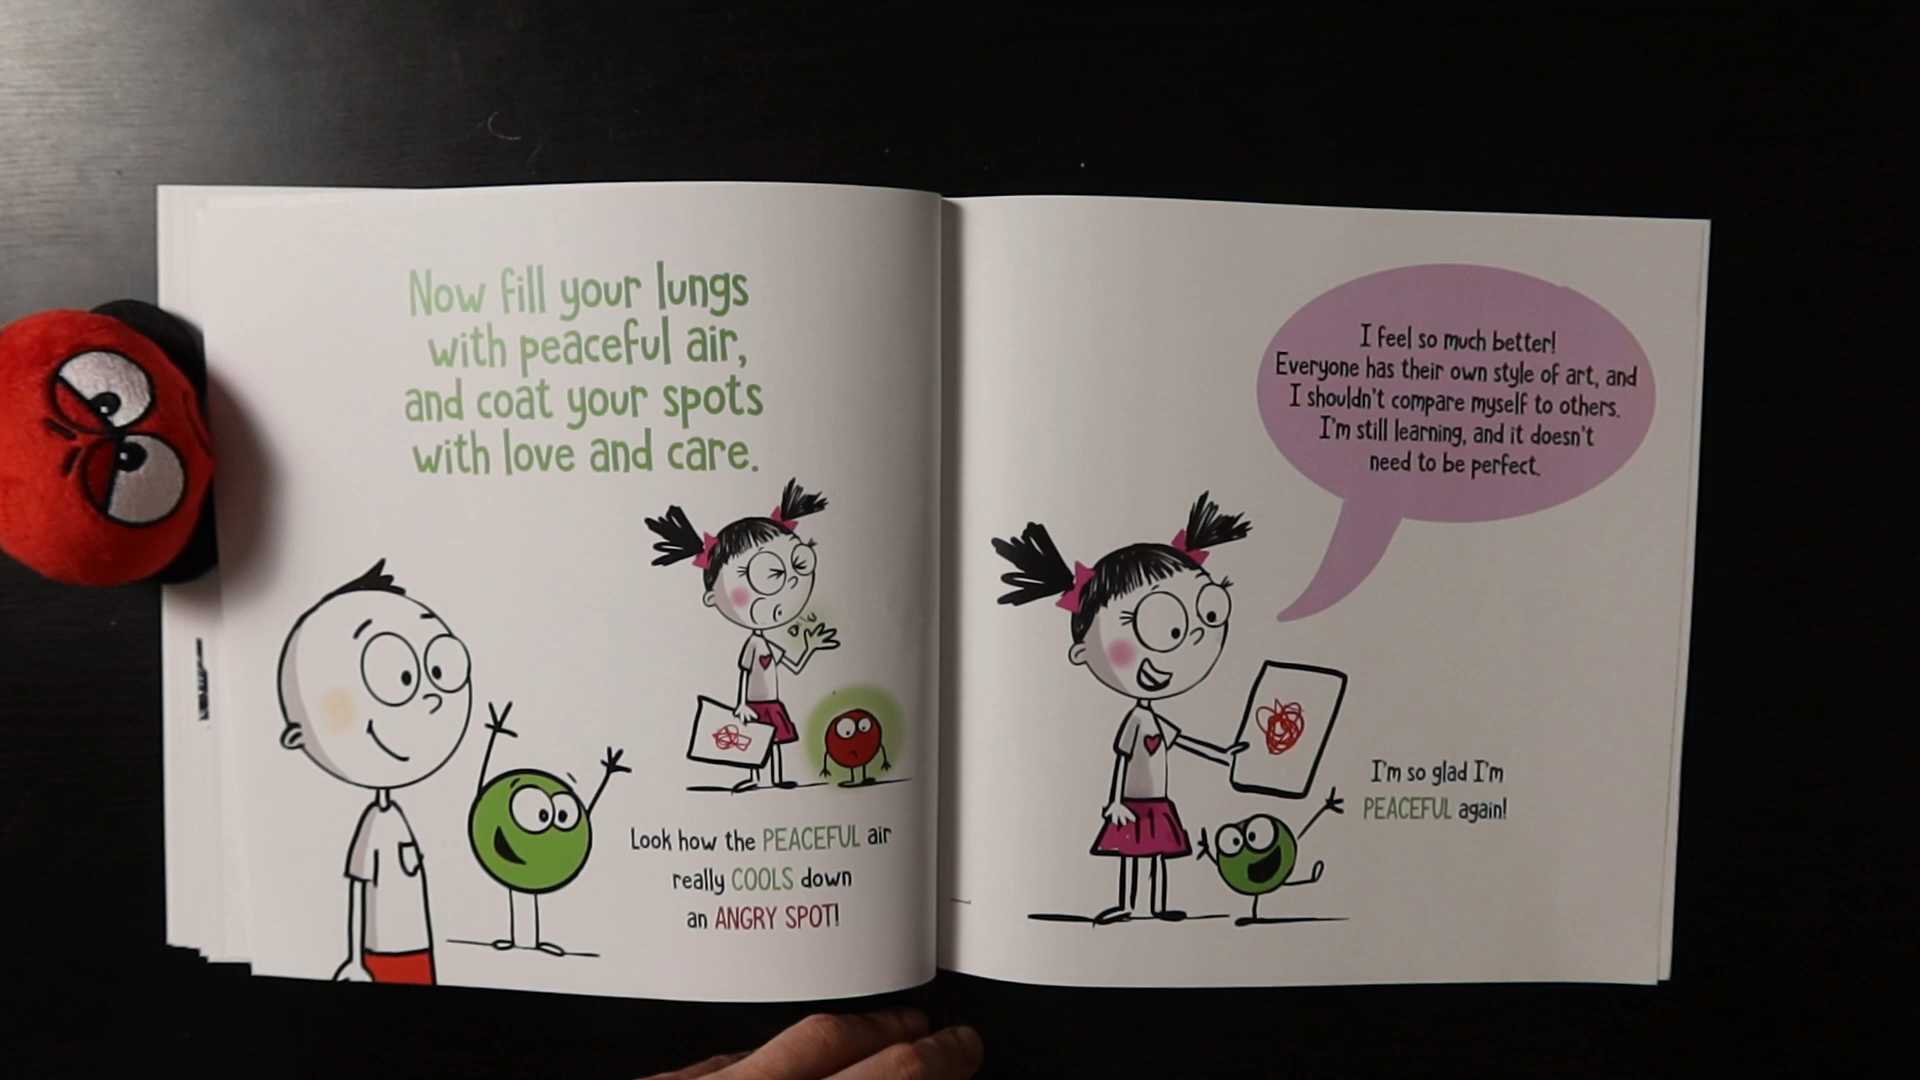 Now fill your lungs
with peaceful air,
and coat your spots
with love and care.
Look how the PEACEFUL air
really COOLS down
an ANGRY SPOT!
I feel so much better!
Everyone has their own style of art, and
I shouldn't compare myself to others.
I'm still learning, and it doesn't
need to be perfect.
I'm so glad I'm
PEACEFUL again!